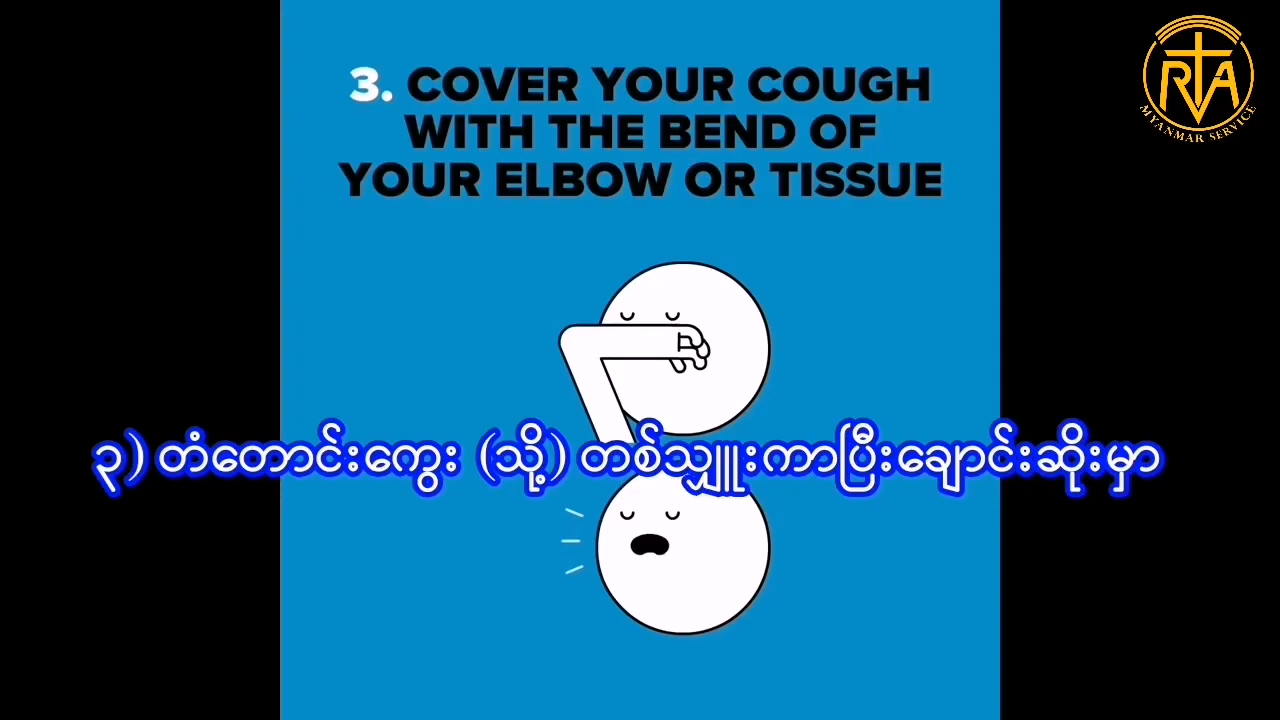 3. COVER YOUR COUGH
WITH THE BEND OF
YOUR ELBOW OR TISSUE
၃) တံတောင်းကွေး (သို့) တစ်သျှူးကာပြီးချောင်းဆိုးမှာ
RVA
MYANMAR SERVICE